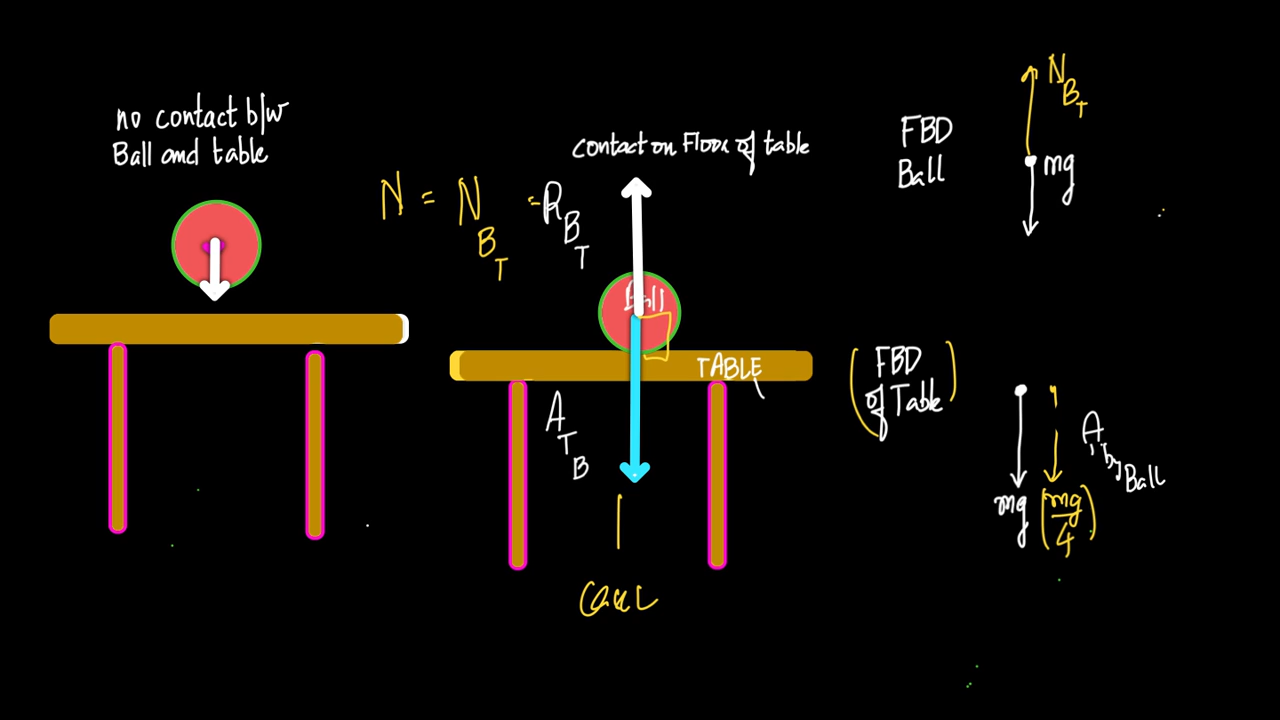 no contact b/w
Ball and table
N = N
B
T
= R
B
T
contact on Floor of table
Ball
TABLE
A
T
B
FBD
Ball
N
B
T
mg
(FBD
of Table)
A, by
Ball
mg
(mg/4)